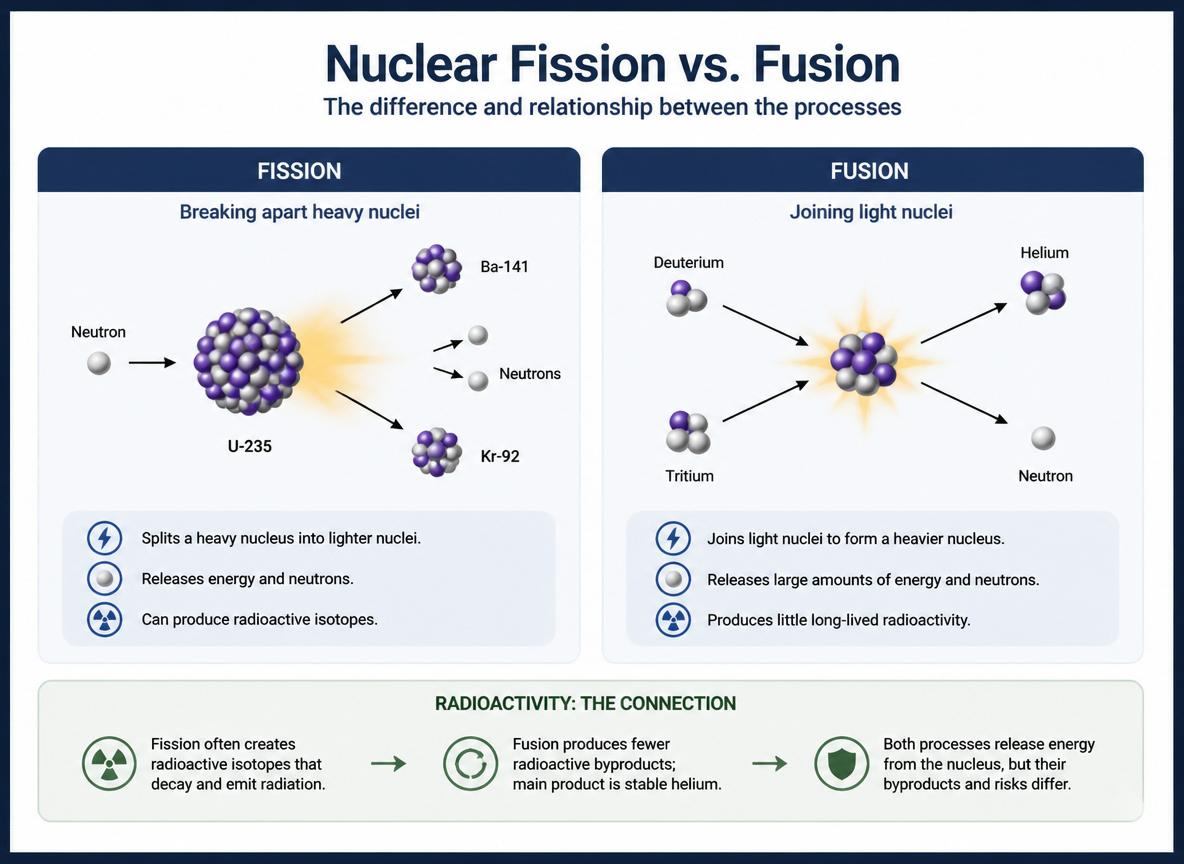 Nuclear Fission vs. Fusion
The difference and relationship between the processes
FISSION
Breaking apart heavy nuclei
Neutron
U-235
Ba-141
Neutrons
Kr-92
Splits a heavy nucleus into lighter nuclei.
Releases energy and neutrons.
Can produce radioactive isotopes.
FUSION
Joining light nuclei
Deuterium
Tritium
Helium
Neutron
Joins light nuclei to form a heavier nucleus.
Releases large amounts of energy and neutrons.
Produces little long-lived radioactivity.
RADIOACTIVITY: THE CONNECTION
Fission often creates
radioactive isotopes that
decay and emit radiation.
Fusion produces fewer
radioactive byproducts;
main product is stable helium.
Both processes release energy
from the nucleus, but their
byproducts and risks differ.